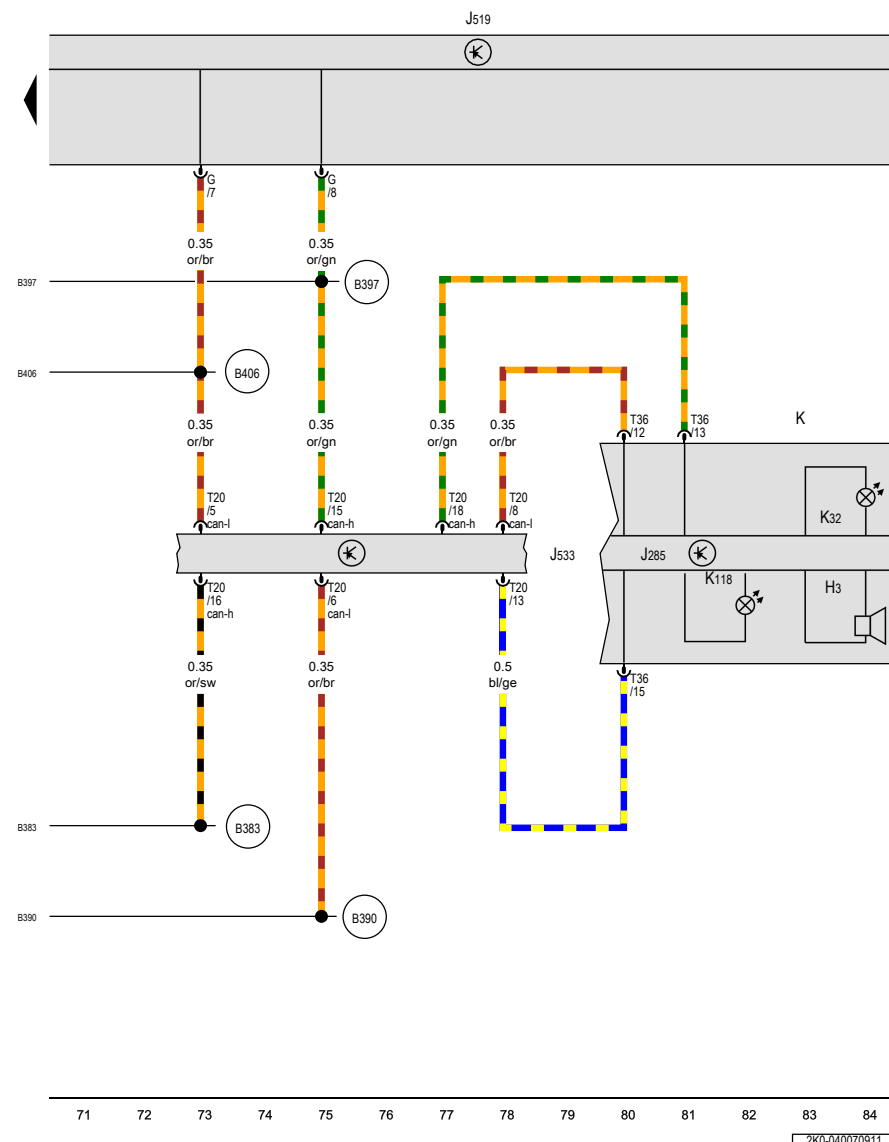 J519
G
/7
G
/8
0.35
or/br
0.35
or/gn
B397
B397
B406
B406
0.35
or/br
0.35
or/gn
0.35
or/gn
0.35
or/br
T36
/12
T36
/13
K
T20
/5
can-l
T20
/15
can-h
T20
/18
can-h
T20
/8
can-l
K32
J533
J285
K118
H3
T20
/16
can-h
T20
/6
can-l
T20
/13
0.35
or/sw
0.35
or/br
0.5
bl/ge
T36
/15
B383
B383
B390
B390
71 72 73 74 75 76 77 78 79 80 81 82 83 84
2K0-040070911